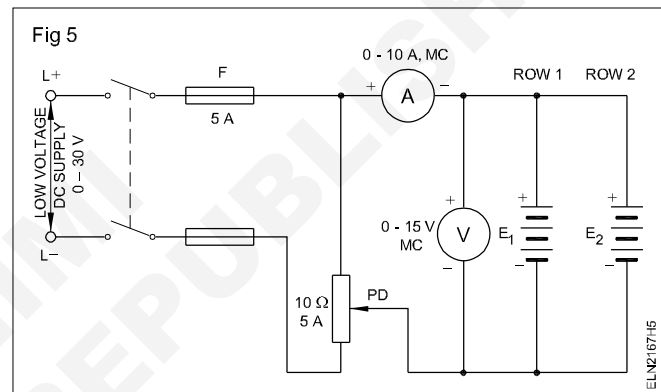 Fig 5
0 - 10 A, MC
ROW 1 ROW 2
L+
F
+ A −
5 A
LOW VOLTAGE
DC SUPPLY
0 – 30 V
+
+
+
0 - 15 V
MC
V
E1
E2
L−
10 Ω
5 A
PD
−
−
−
ELN2167H5